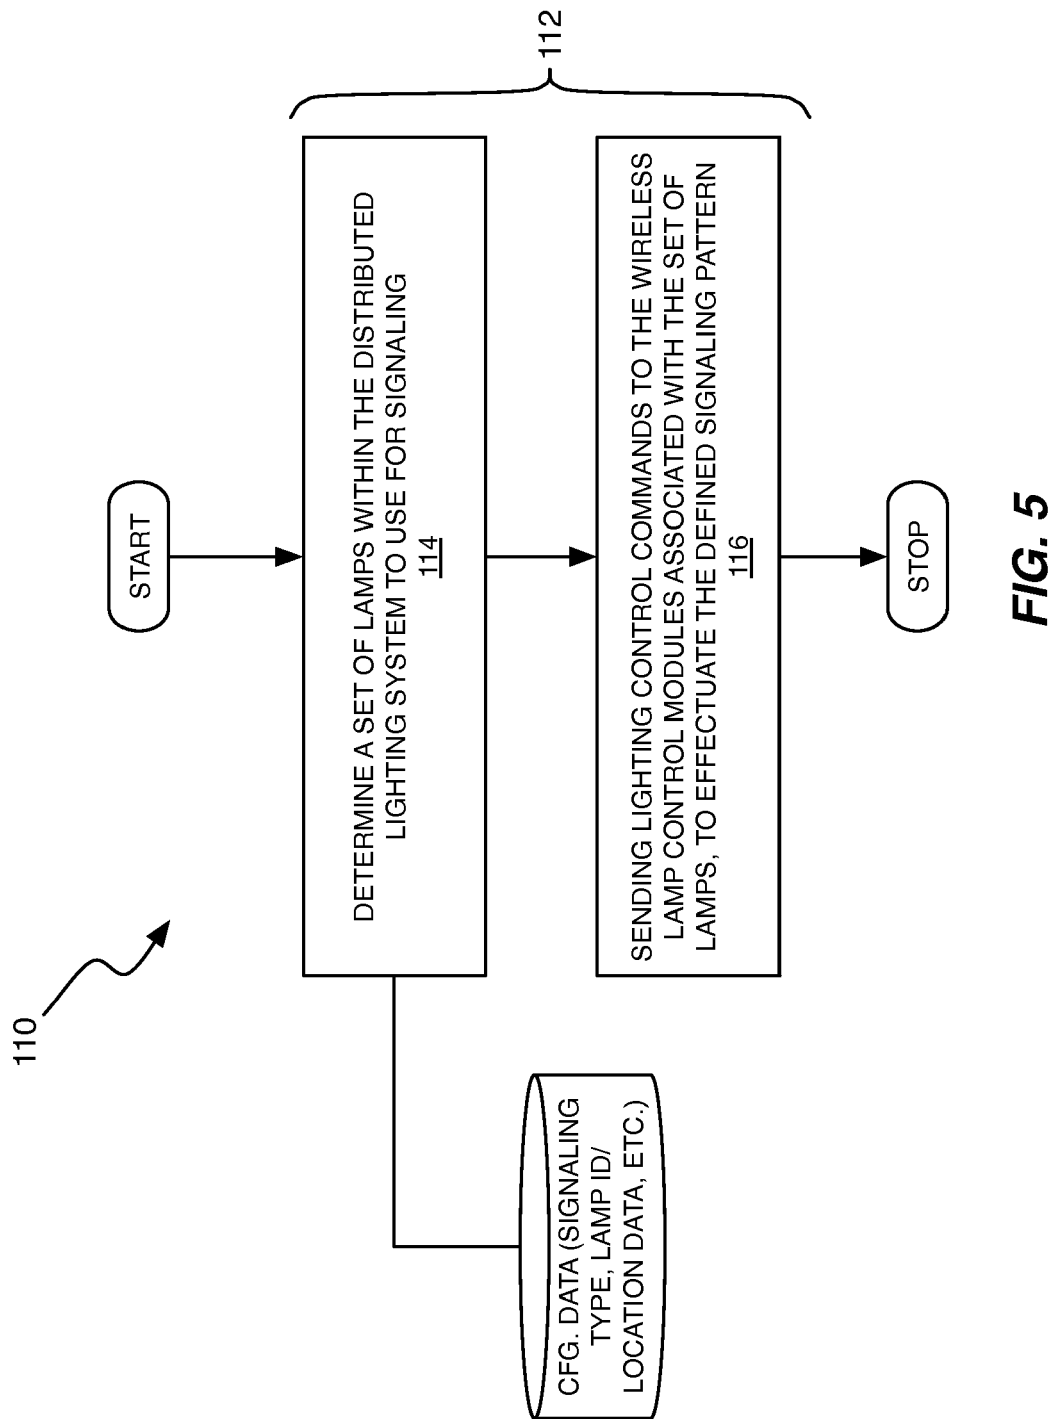 110
START
DETERMINE A SET OF LAMPS WITHIN THE DISTRIBUTED
LIGHTING SYSTEM TO USE FOR SIGNALING
114
112
CFG. DATA (SIGNALING
TYPE, LAMP ID/
LOCATION DATA, ETC.)
SENDING LIGHTING CONTROL COMMANDS TO THE WIRELESS
LAMP CONTROL MODULES ASSOCIATED WITH THE SET OF
LAMPS, TO EFFECTUATE THE DEFINED SIGNALING PATTERN
116
STOP
FIG. 5